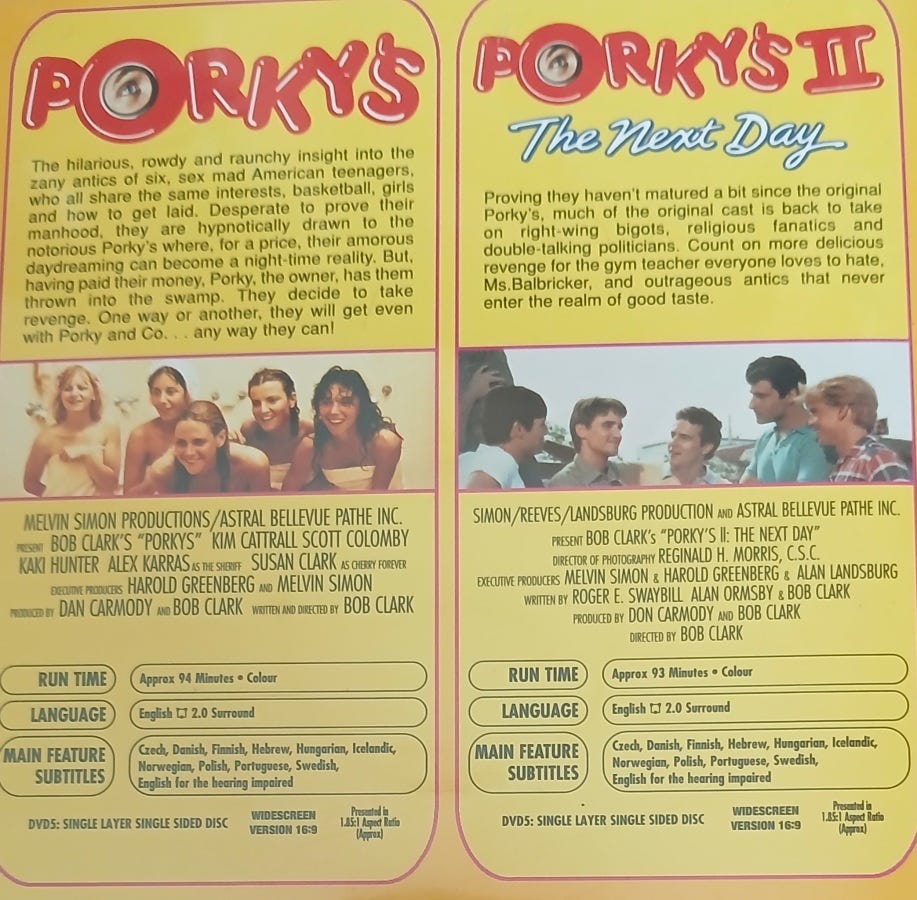 PORKY'S
The hilarious, rowdy and raunchy insight into the
zany antics of six, sex mad American teenagers,
who all share the same interests, basketball, girls
and how to get laid. Desperate to prove their
manhood, they are hypnotically drawn to the
notorious Porky's where, for a price, their amorous
daydreaming can become a night-time reality. But,
having paid their money, Porky, the owner, has them
thrown into the swamp. They decide to take
revenge. One way or another, they will get even
with Porky and Co. . . any way they can!
MELVIN SIMON PRODUCTIONS/ASTRAL BELLEVUE PATHE INC.
PRESENT BOB CLARK'S "PORKYS" KIM CATTRALL SCOTT COLOMBY
KAKI HUNTER ALEX KARRAS AS THE SHERIFF SUSAN CLARK AS CHERRY FOREVER
EXECUTIVE PRODUCERS HAROLD GREENBERG AND MELVIN SIMON
PRODUCED BY DAN CARMODY AND BOB CLARK WRITTEN AND DIRECTED BY BOB CLARK
RUN TIME Approx 94 Minutes • Colour
LANGUAGE English 2.0 Surround
MAIN FEATURE
SUBTITLES
Czech, Danish, Finnish, Hebrew, Hungarian, Icelandic,
Norwegian, Polish, Portuguese, Swedish,
English for the hearing impaired
DVD5: SINGLE LAYER SINGLE SIDED DISC
WIDESCREEN
VERSION 16:9
Presented in
1.85:1 Aspect Ratio
(Approx)
PORKY'S II
The Next Day
Proving they haven't matured a bit since the original
Porky's, much of the original cast is back to take
on right-wing bigots, religious fanatics and
double-talking politicians. Count on more delicious
revenge for the gym teacher everyone loves to hate,
Ms.Balbricker, and outrageous antics that never
enter the realm of good taste.
SIMON/REEVES/LANDSBURG PRODUCTION AND ASTRAL BELLEVUE PATHE INC.
PRESENT BOB CLARK's "PORKY'S II: THE NEXT DAY"
DIRECTOR OF PHOTOGRAPHY REGINALD H. MORRIS, C.S.C.
EXECUTIVE PRODUCERS MELVIN SIMON & HAROLD GREENBERG & ALAN LANDSBURG
WRITTEN BY ROGER E. SWAYBILL ALAN ORMSBY & BOB CLARK
PRODUCED BY DON CARMODY AND BOB CLARK
DIRECTED BY BOB CLARK
RUN TIME Approx 93 Minutes • Colour
LANGUAGE English 2.0 Surround
MAIN FEATURE
SUBTITLES
Czech, Danish, Finnish, Hebrew, Hungarian, Icelandic,
Norwegian, Polish, Portuguese, Swedish,
English for the hearing impaired
DVD5: SINGLE LAYER SINGLE SIDED DISC
WIDESCREEN
VERSION 16:9
Presented in
1.85:1 Aspect Ratio
(Approx)